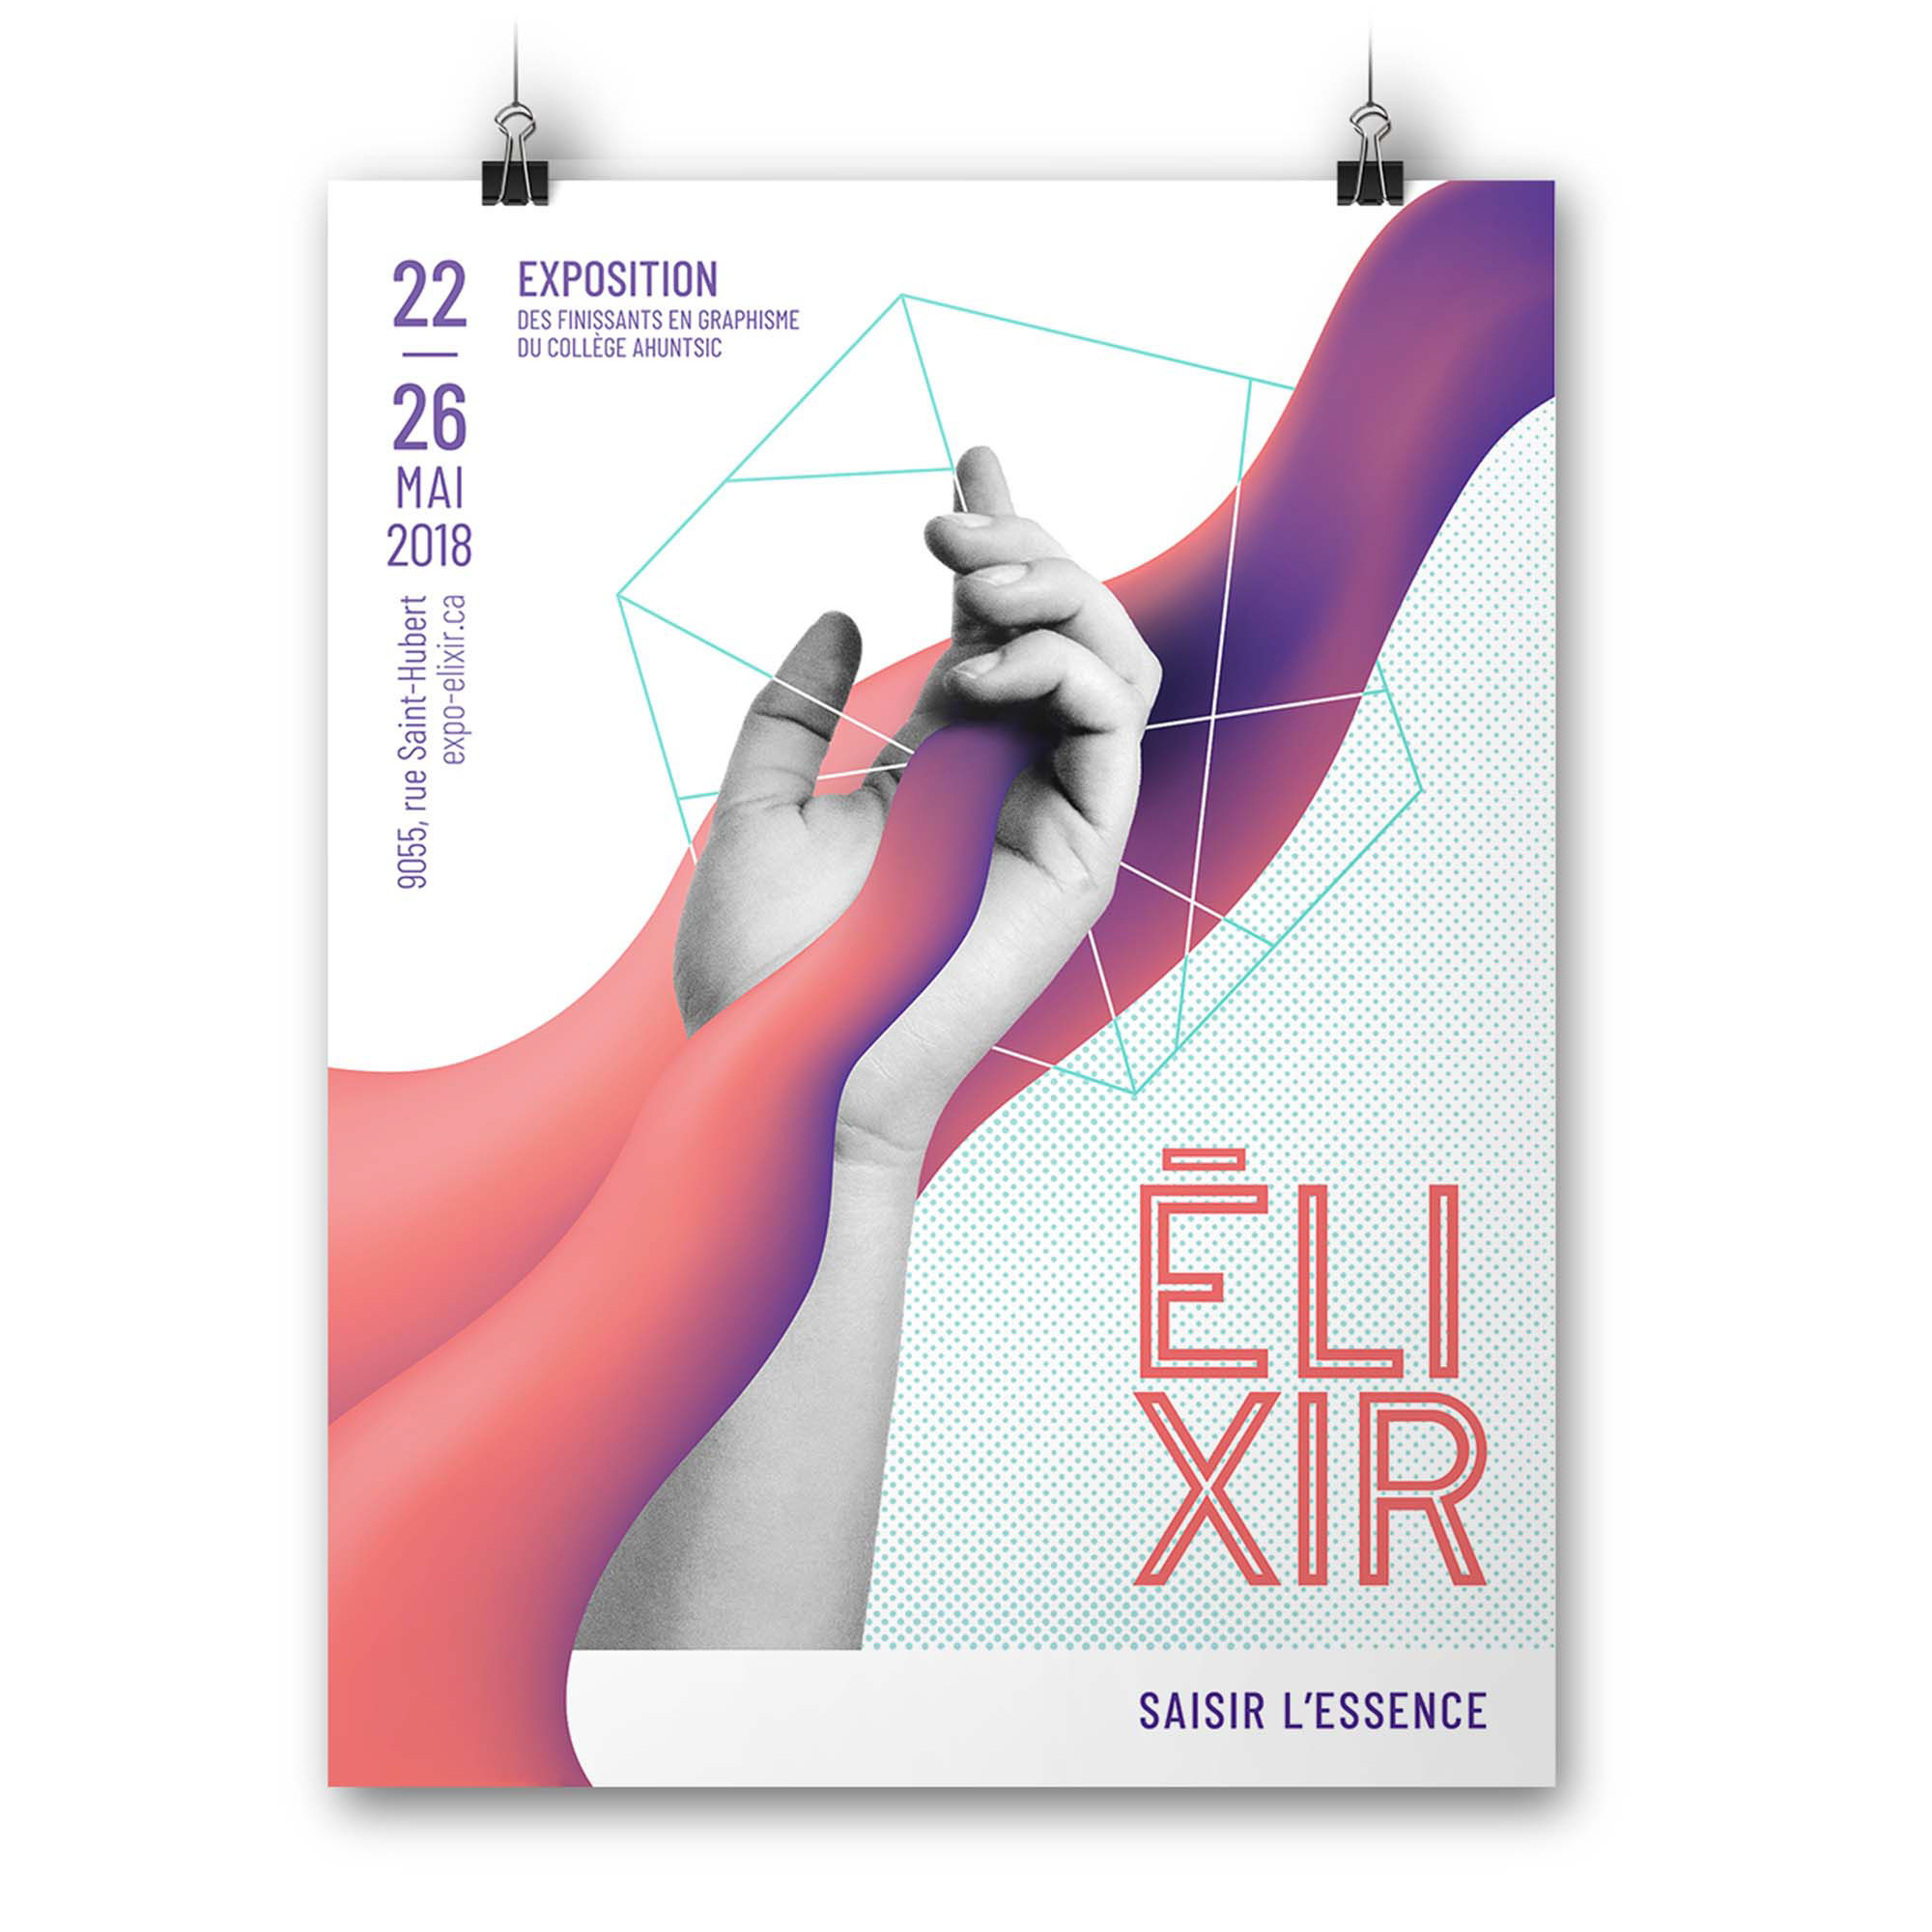 22
—
26
MAI
2018
9055, rue Saint-Hubert
expo-elixir.ca
EXPOSITION
DES FINISSANTS EN GRAPHISME
DU COLLÈGE AHUNTSIC
ĒLI
XIR
SAISIR L’ESSENCE